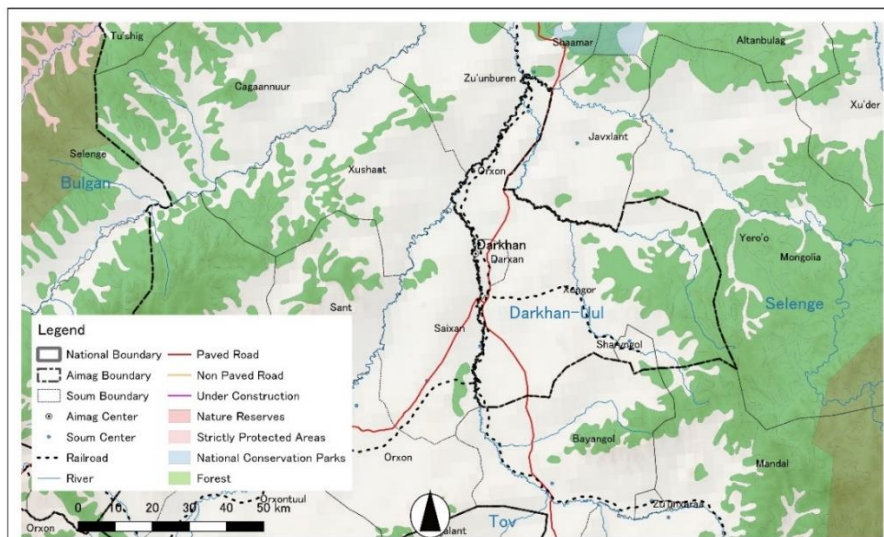 Tu'shig
Shaamar
Altanbulag
Zu'unburen
Cagaannuur
Xu'der
Javxlant
Selenge
Bulgan
Xushaat
Orxon
Darkhan
Darxan
Yero'o
Mongolia
Sant
Xongor
Selenge
Darkhan-Uul
Saixan
Sharyngol
Legend
National Boundary
Aimag Boundary
Soum Boundary
Aimag Center
Soum Center
Railroad
River
Paved Road
Non Paved Road
Under Construction
Nature Reserves
Strictly Protected Areas
National Conservation Parks
Forest
Bayangol
Orxon
Mandal
Orxontuul
Zu'unxaraa
Tov
Orxon
0 10 20 30 40 50 km